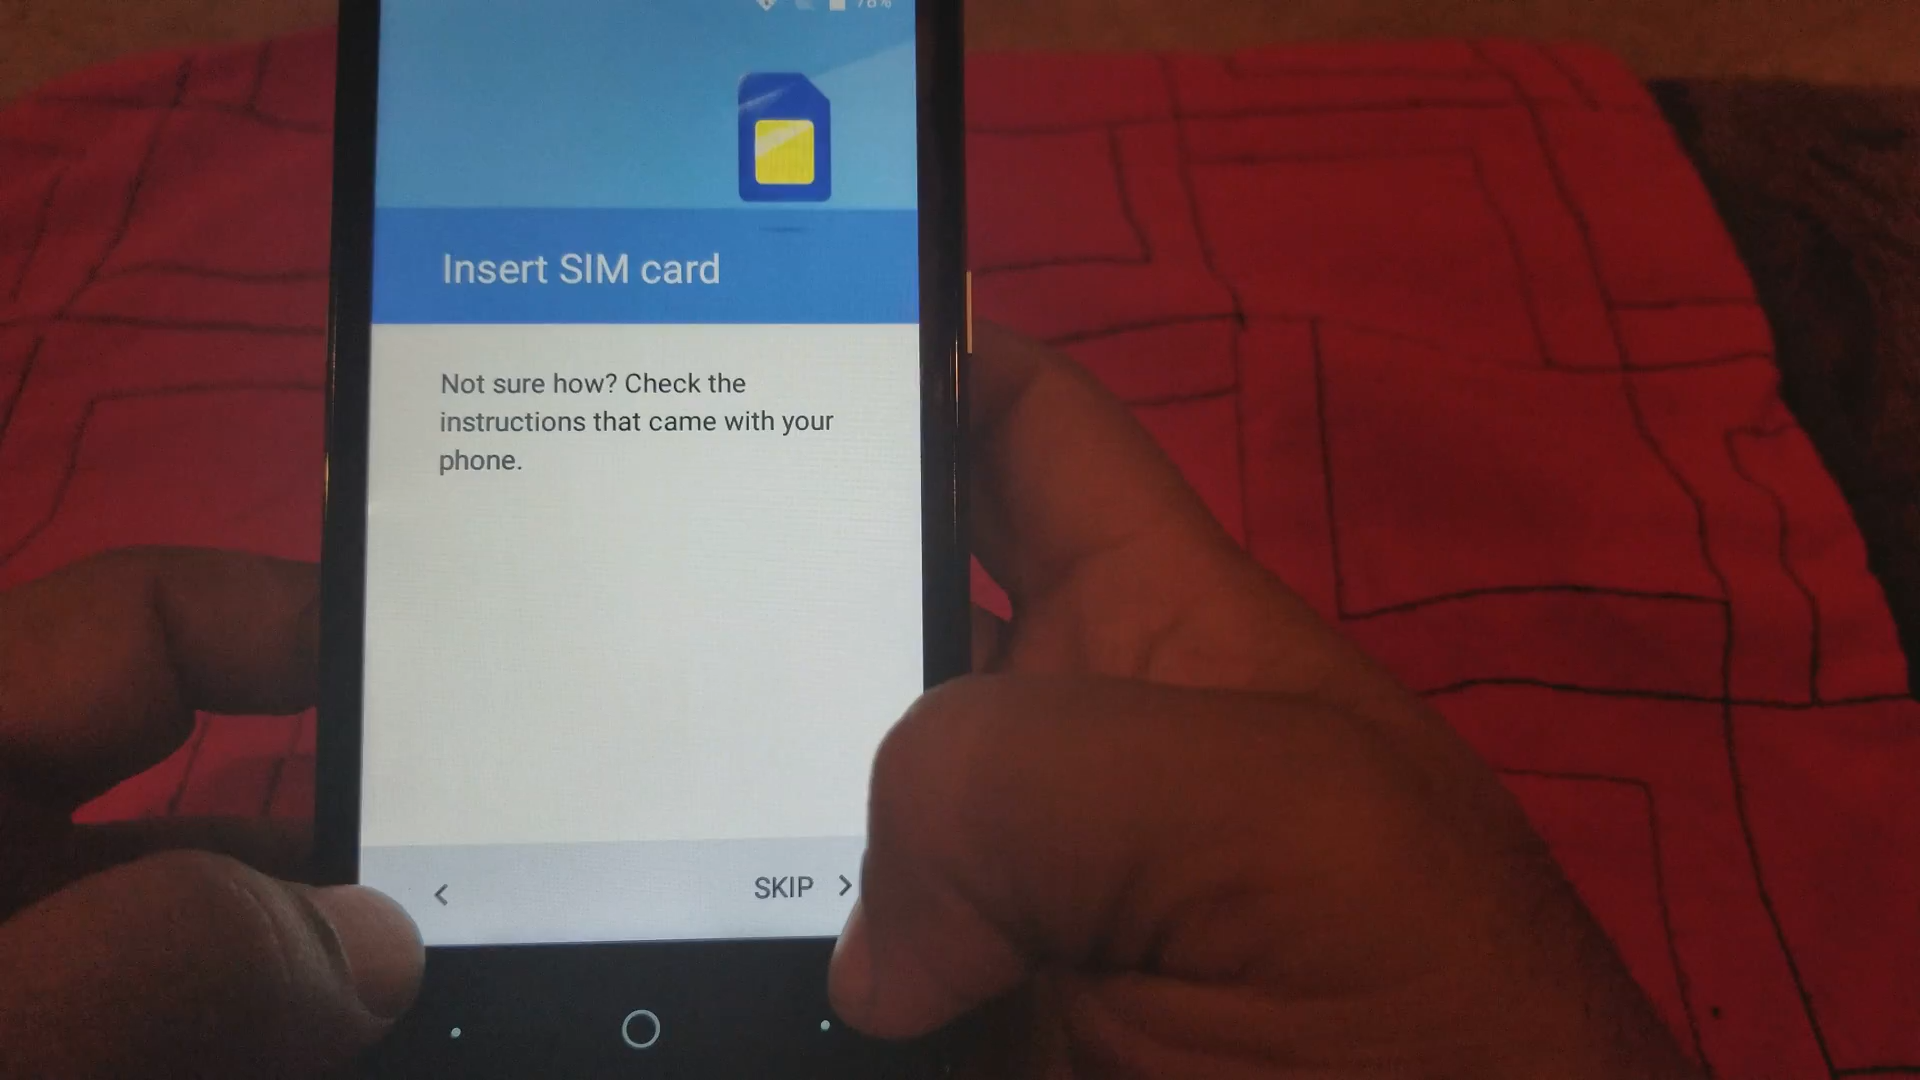 Insert SIM card
Not sure how? Check the
instructions that came with your
phone.
SKIP